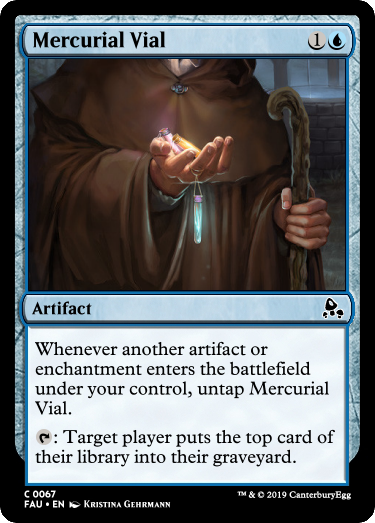 Mercurial Vial 1
Artifact
Whenever another artifact or
enchantment enters the battlefield
under your control, untap Mercurial
Vial.
: Target player puts the top card of
their library into their graveyard.
C 0067
FAU • EN Kristina Gehrmann
™ & © 2019 CanterburyEgg